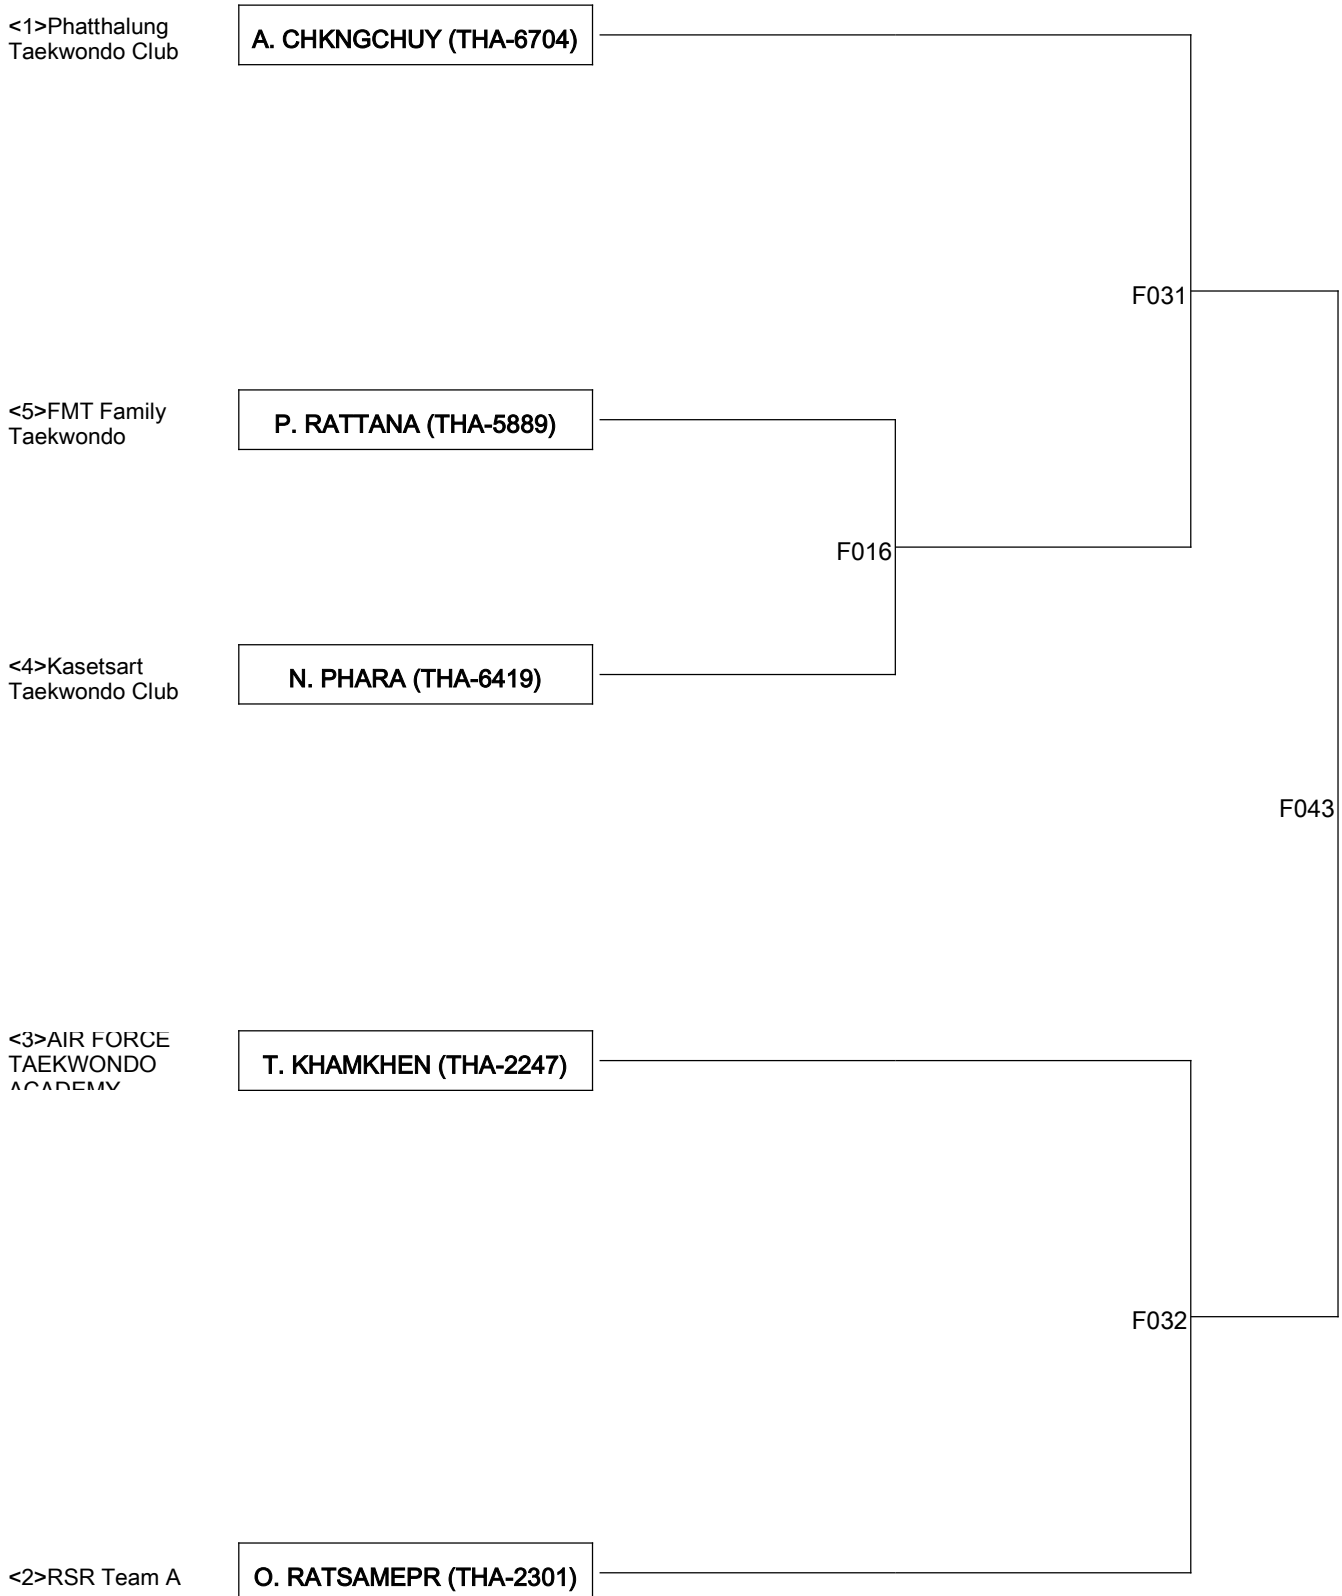 <1>Phatthalung
Taekwondo Club
A. CHKNGCHUY (THA-6704)
F031
<5>FMT Family
Taekwondo
P. RATTANA (THA-5889)
F016
<4>Kasetsart
Taekwondo Club
N. PHARA (THA-6419)
F043
<3>AIR FORCE
TAEKWONDO
ACADEMY
T. KHAMKHEN (THA-2247)
F032
<2>RSR Team A
O. RATSAMEPR (THA-2301)